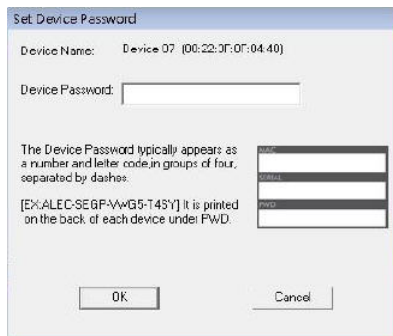 Set Device Password
Device Name: Device 07 (00:22:0F:0F:04:40)
Device Password:
The Device Password typically appears as
a number and letter code,in groups of four,
separated by dashes.
MAC
SERIAL
PWD
[EX:ALEC-SEGP-VWG5-T4SY] It is printed
on the back of each device under PWD.
OK Cancel